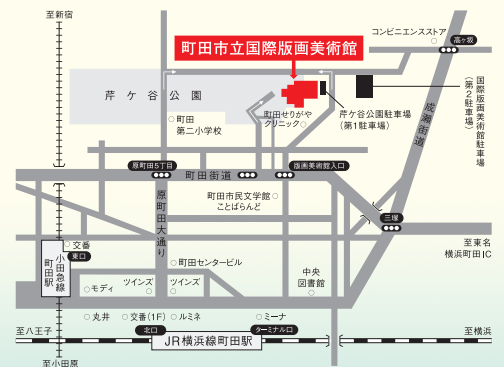 至新宿
コンビニエンスストア
高ヶ坂
町田市立国際版画美術館
芹ケ谷公園
町田
第二小学校
町田せりがや
クリニック
芹ケ谷公園駐車場
(第1駐車場)
国際版画美術館駐車場
(第2駐車場)
成瀬街道
原町田5丁目
町田街道
版画美術館入口
町田市民文学館
ことばらんど
原町田大通り
三塚
至東名
横浜町田IC
交番
東口
小田急線
町田駅
町田センタービル
中央
図書館
モディ
ツインズ
ツインズ
丸井
交番(1F)
ルミネ
ミーナ
至八王子
北口
ターミナル口
至横浜
JR横浜線町田駅
至小田原